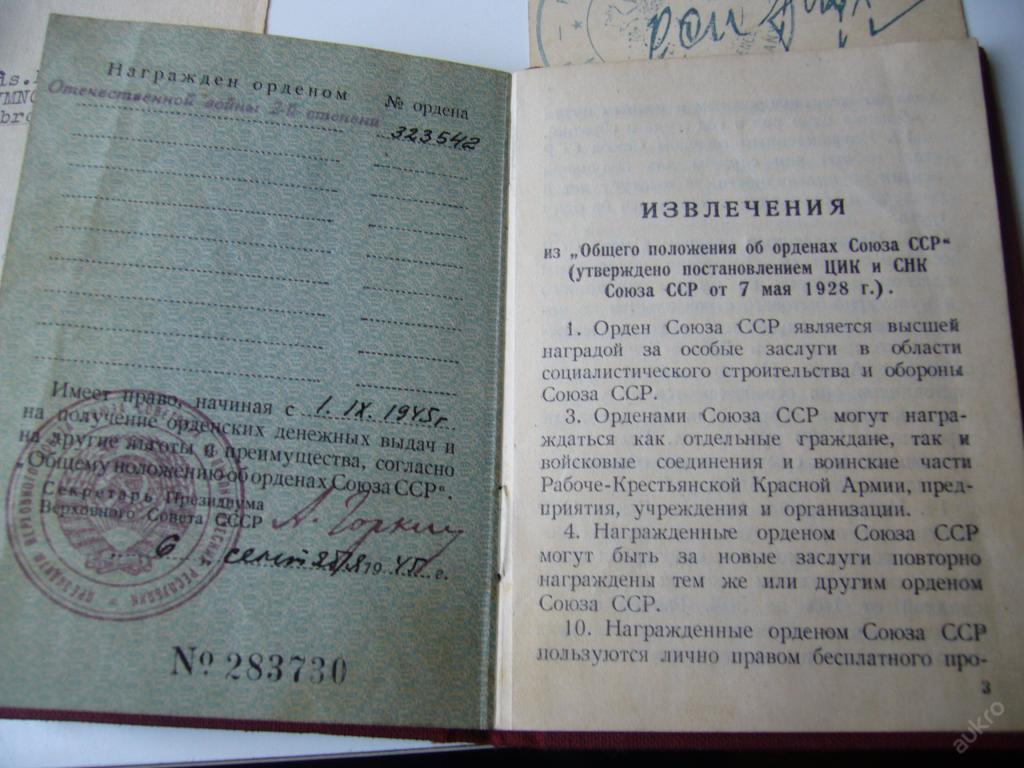 Награжден орденом
№ ордена
Отечественной войны 2-й степени
323542
Имеет право, начиная с 1. IX. 1945г.
на получение орденских денежных выдач и
на другие льготы и преимущества, согласно
"Общему положению об орденах Союза ССР".
Секретарь Президиума
Верховного Совета СССР А. Горкин
6 сентября 1945 г.
№ 283730
ИЗВЛЕЧЕНИЯ
из „Общего положения об орденах Союза ССР“
(утверждено постановлением ЦИК и СНК
Союза ССР от 7 мая 1928 г.).
1. Орден Союза ССР является высшей
наградой за особые заслуги в области
социалистического строительства и обороны
Союза ССР.
3. Орденами Союза ССР могут награ-
ждаться как отдельные граждане, так и
войсковые соединения и воинские части
Рабоче-Крестьянской Красной Армии, пред-
приятия, учреждения и организации.
4. Награжденные орденом Союза ССР
могут быть за новые заслуги повторно
награждены тем же или другим орденом
Союза ССР.
10. Награжденные орденом Союза ССР
пользуются лично правом бесплатного про-
3
aukro